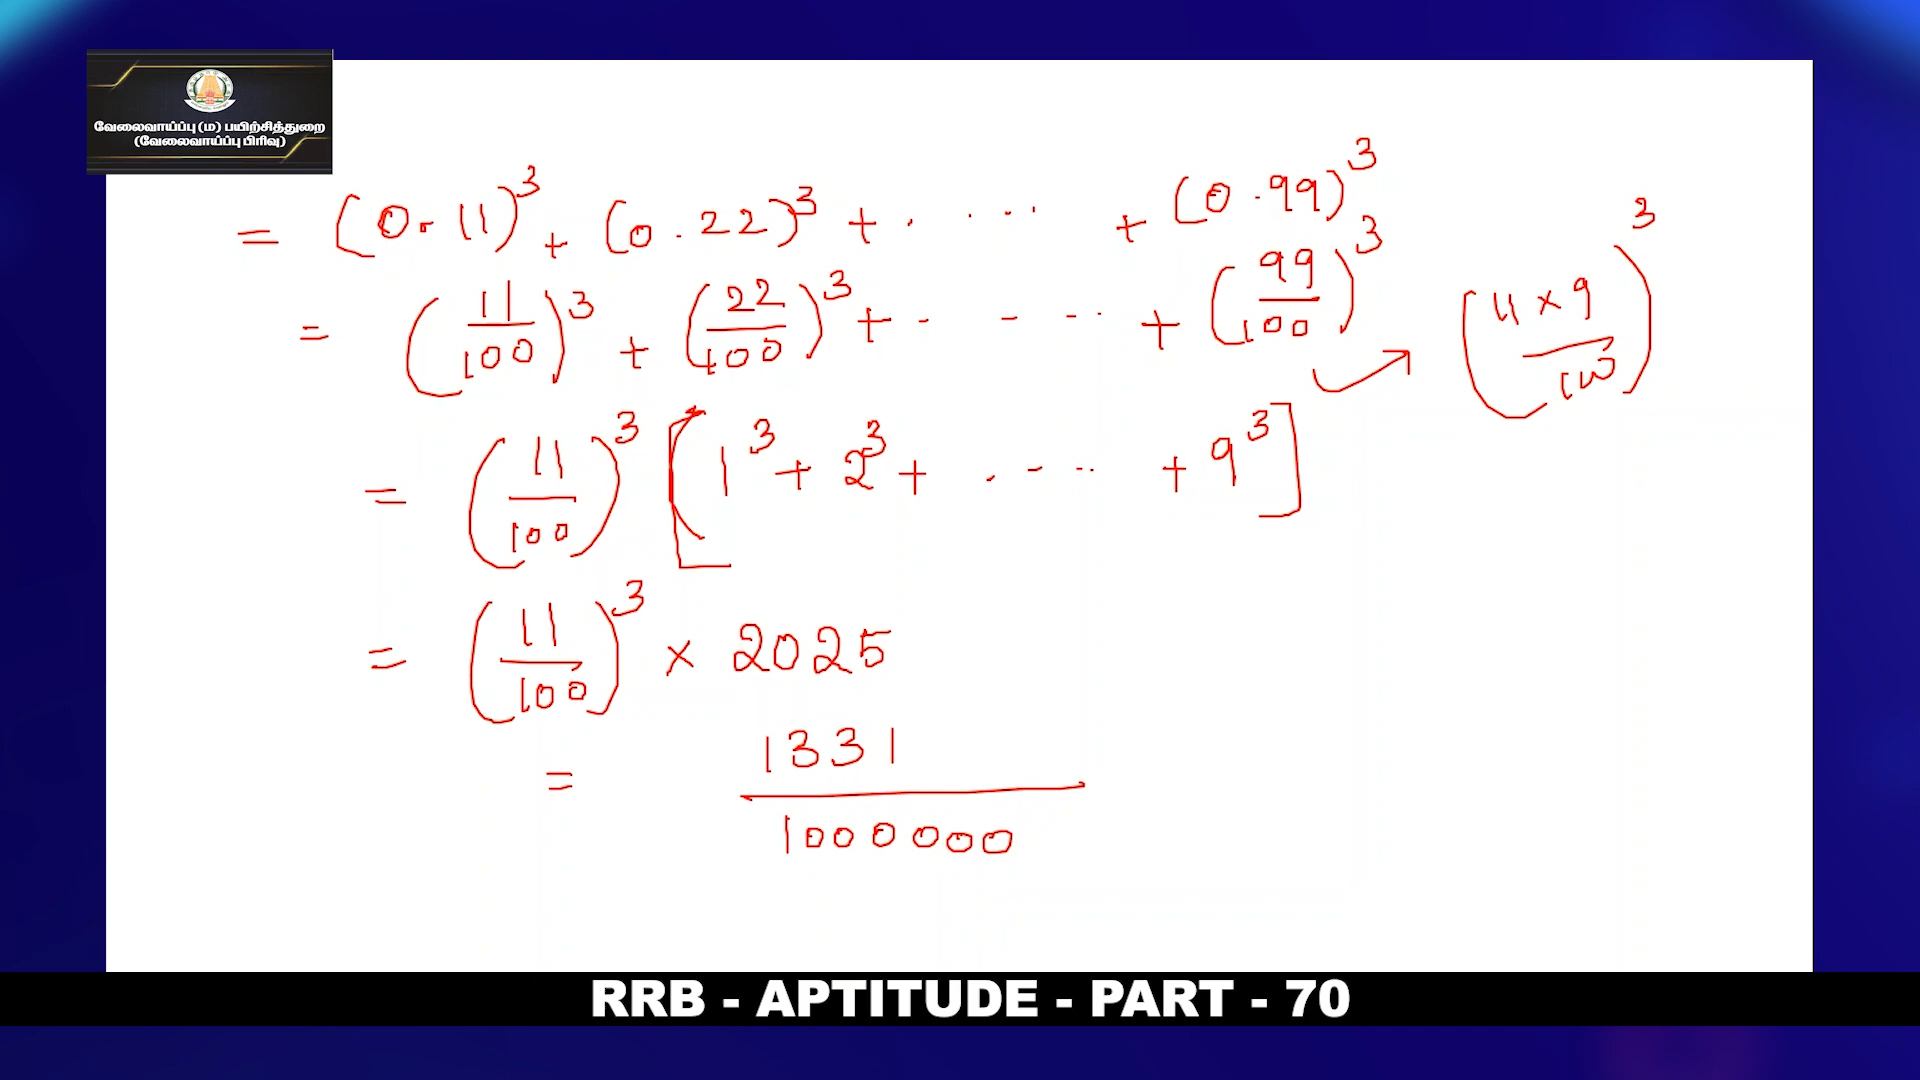 வேலைவாய்ப்பு (ம) பயிற்சித்துறை
(வேலைவாய்ப்பு பிரிவு)
= (0.11)³ + (0.22)³ + . . . . + (0.99)³
= (11/100)³ + (22/100)³ + - - - - + (99/100)³ → (11 × 9/100)³
= (11/100)³ [1³ + 2³ + . - - - + 9³]
= (11/100)³ × 2025
= 1331/1000000
RRB - APTITUDE - PART - 70